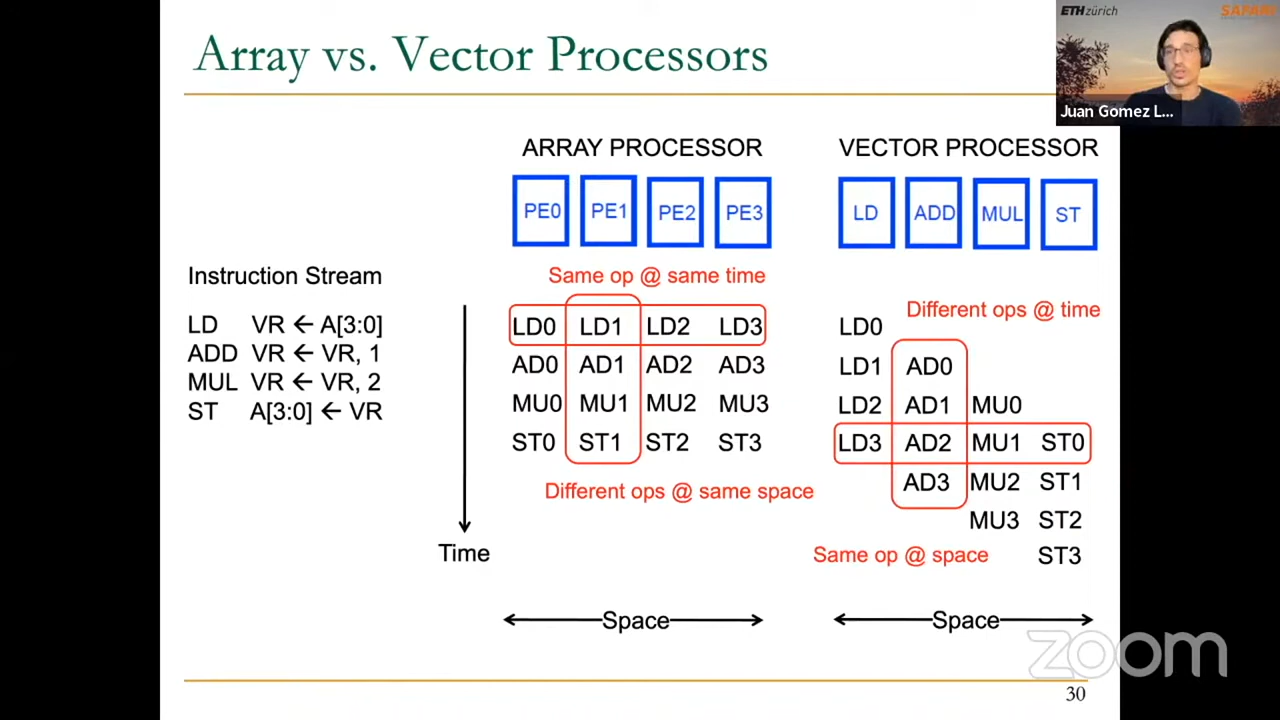 Array vs. Vector Processors
ETH zürich
SAFARI
Juan Gomez L...
ARRAY PROCESSOR
VECTOR PROCESSOR
PE0 PE1 PE2 PE3
LD ADD MUL ST
Instruction Stream
LD VR ← A[3:0]
ADD VR ← VR, 1
MUL VR ← VR, 2
ST A[3:0] ← VR
Time
Same op @ same time
LD0 LD1 LD2 LD3
AD0 AD1 AD2 AD3
MU0 MU1 MU2 MU3
ST0 ST1 ST2 ST3
Different ops @ same space
Space
Different ops @ time
LD0
LD1 AD0
LD2 AD1 MU0
LD3 AD2 MU1 ST0
AD3 MU2 ST1
MU3 ST2
Same op @ space
ST3
Space
zoom
30